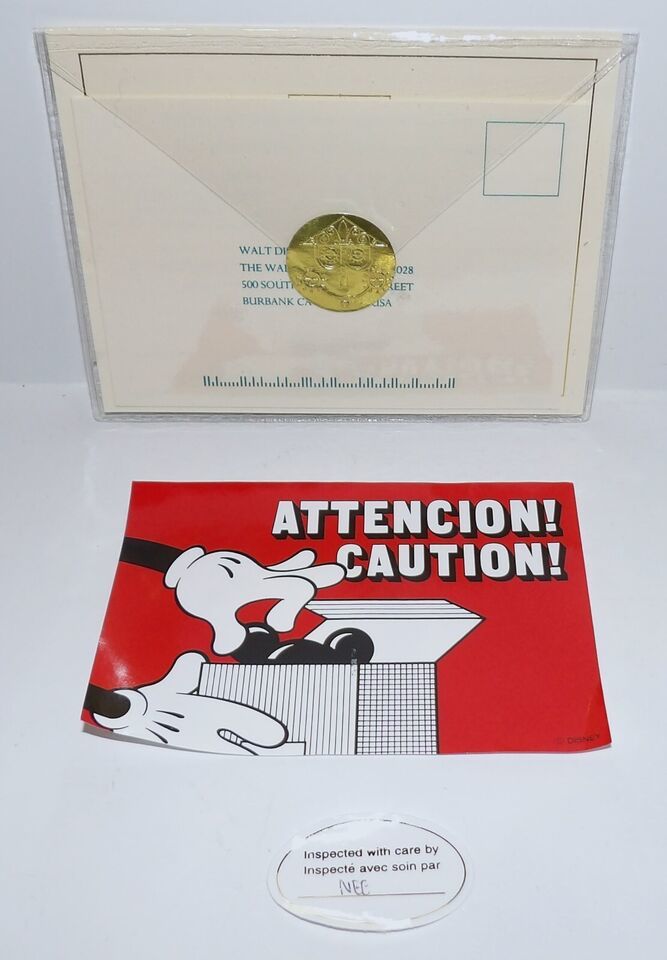 WALT DI
THE WAL 028
500 SOUT REET
BURBANK CA USA
ATTENCION!
CAUTION!
© DISNEY
Inspected with care by
Inspecté avec soin par
NEE